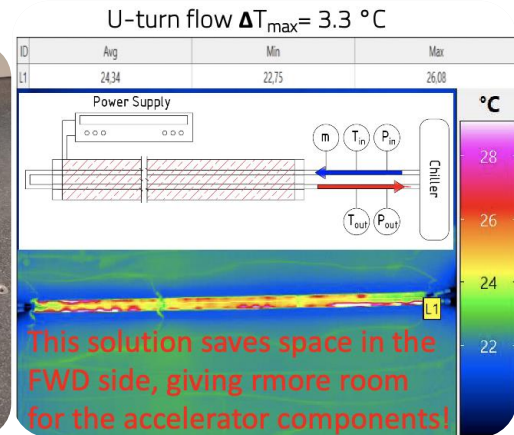 U-turn flow ΔTmax= 3.3 °C
ID Avg Min Max
L1 24,34 22,75 26,08
°C
Power Supply
m Tin Pin
Chiller
Tout Pout
28
26
24
22
L1
This solution saves space in the
FWD side, giving rmore room
for the accelerator components!